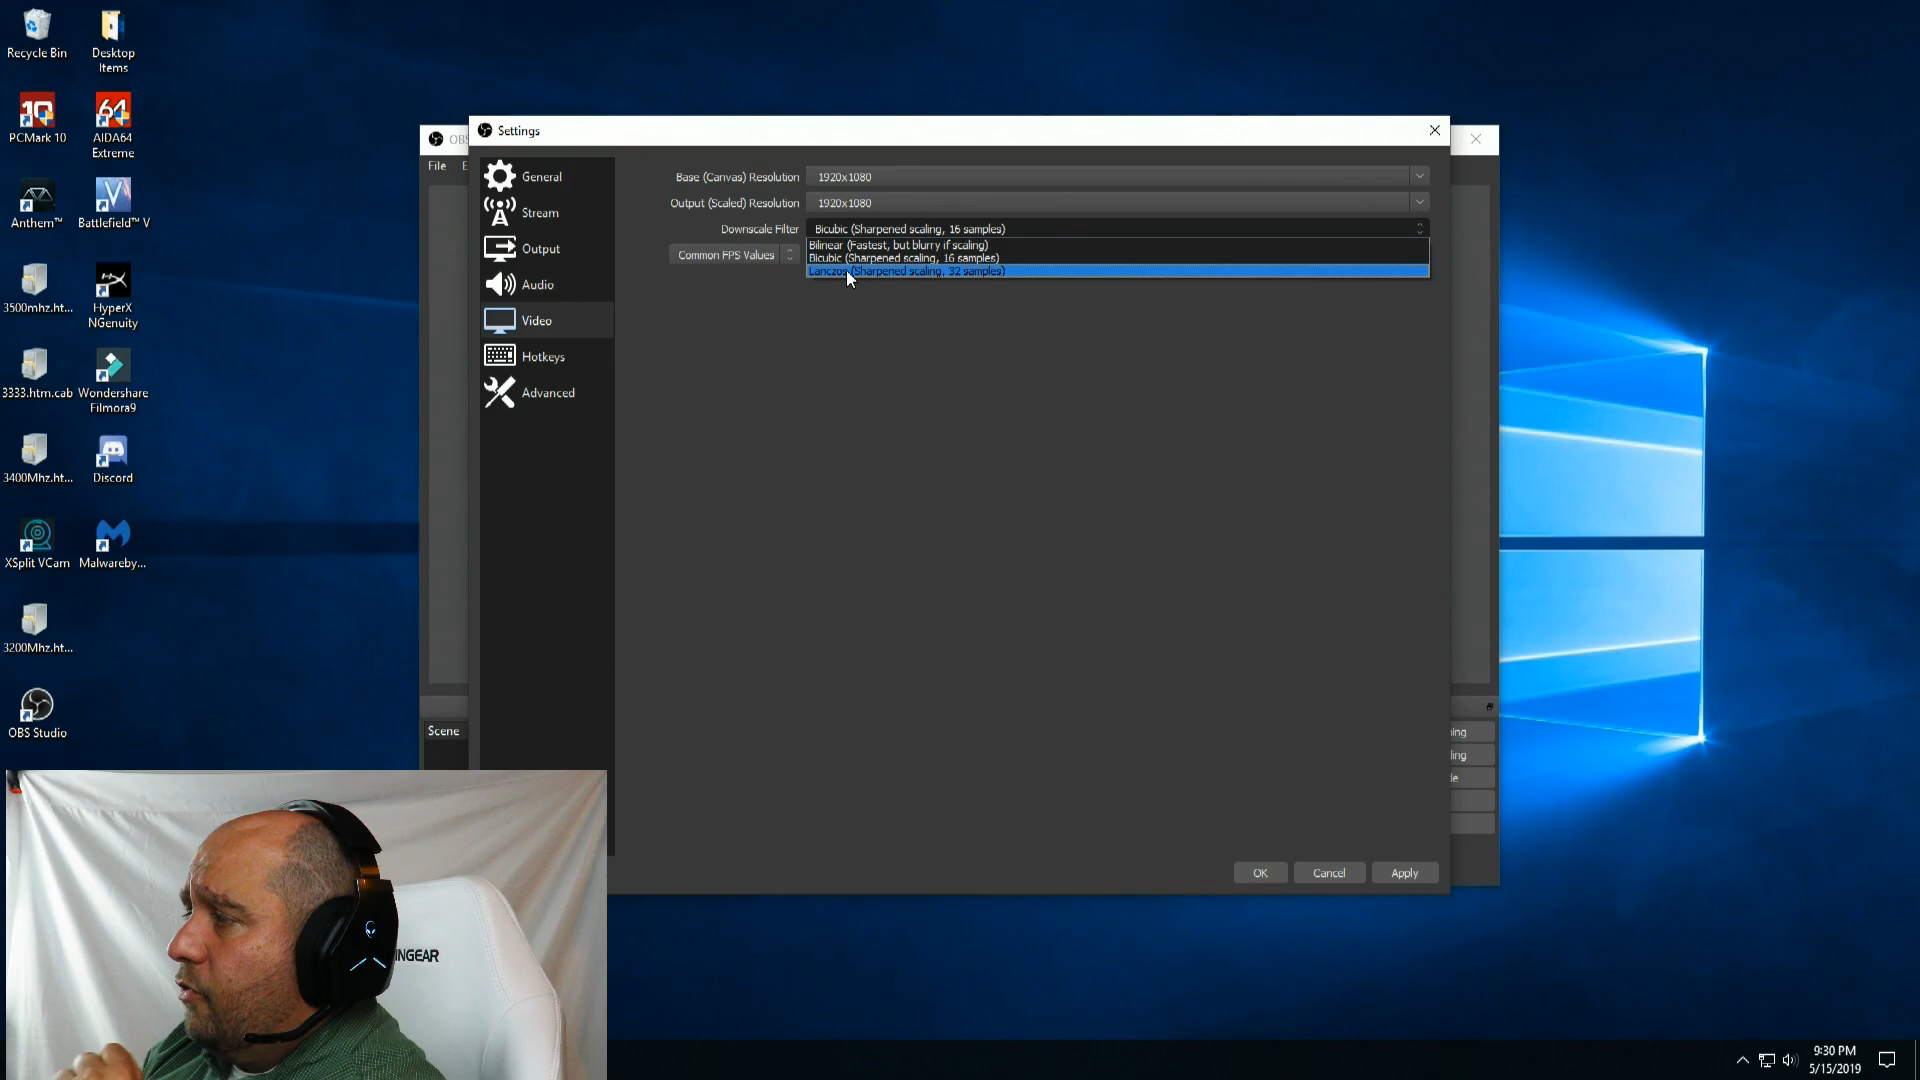 Recycle Bin
Desktop
Items
PCMark 10
AIDA64
Extreme
Anthem™
Battlefield™ V
3500mhz.ht...
HyperX
NGenuity
3333.htm.cab
Wondershare
Filmora9
3400Mhz.ht...
Discord
XSplit VCam
Malwareby...
3200Mhz.ht...
OBS Studio
OBS
File
E
Scene
Settings
General
Stream
Output
Audio
Video
Hotkeys
Advanced
Base (Canvas) Resolution
1920x1080
Output (Scaled) Resolution
1920x1080
Downscale Filter
Bicubic (Sharpened scaling, 16 samples)
Common FPS Values
Bilinear (Fastest, but blurry if scaling)
Bicubic (Sharpened scaling, 16 samples)
Lanczos (Sharpened scaling, 32 samples)
OK
Cancel
Apply
INGEAR
9:30 PM
5/15/2019